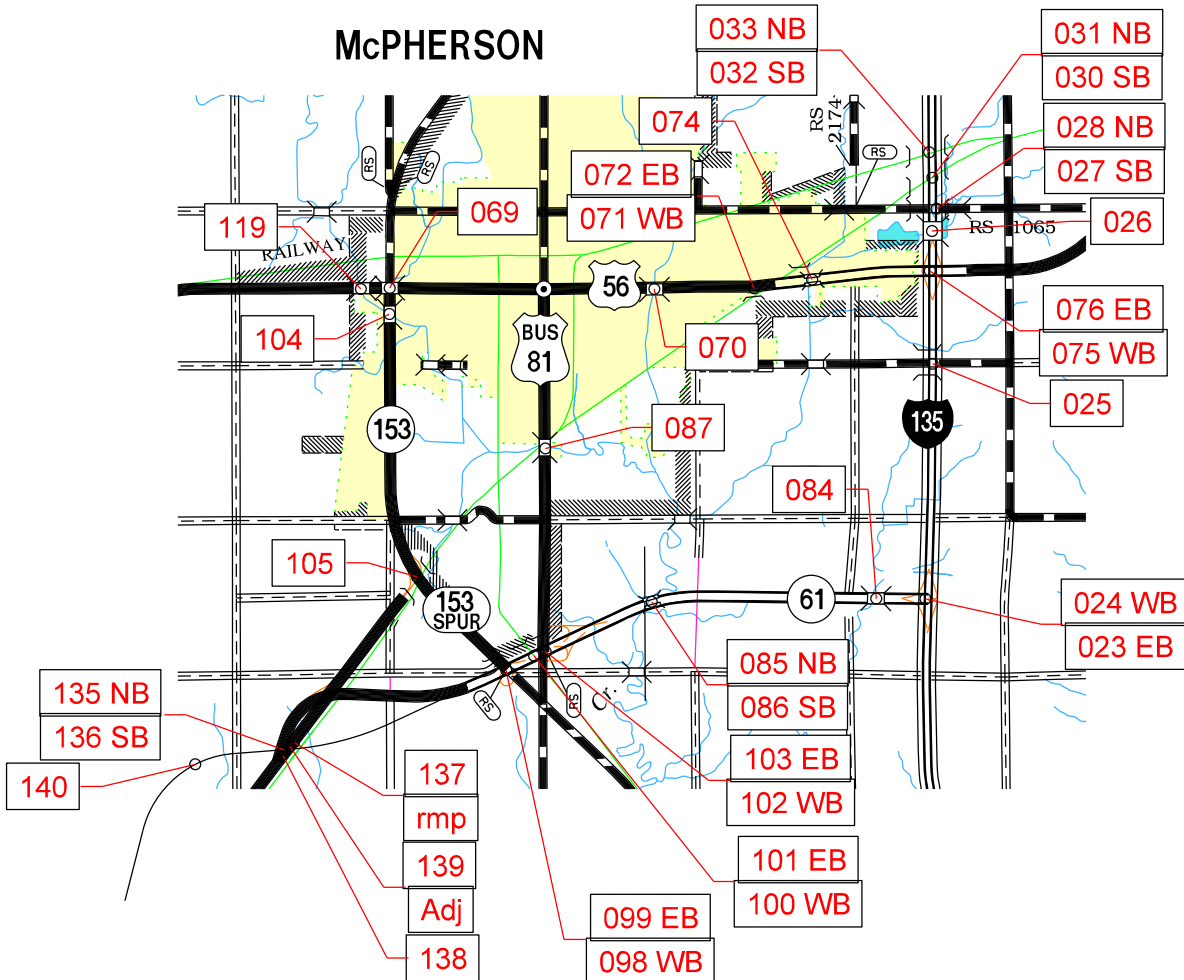 McPHERSON
033 NB
032 SB
031 NB
030 SB
028 NB
027 SB
074
RS
2174
RS
072 EB
071 WB
RS
RS
119
069
026
RS 1065
RAILWAY
56
104
BUS
81
070
076 EB
075 WB
025
153
087
135
084
105
153
SPUR
61
024 WB
023 EB
085 NB
086 SB
135 NB
136 SB
RS
RS
Cr.
103 EB
102 WB
140
137
rmp
139
Adj
138
101 EB
100 WB
099 EB
098 WB